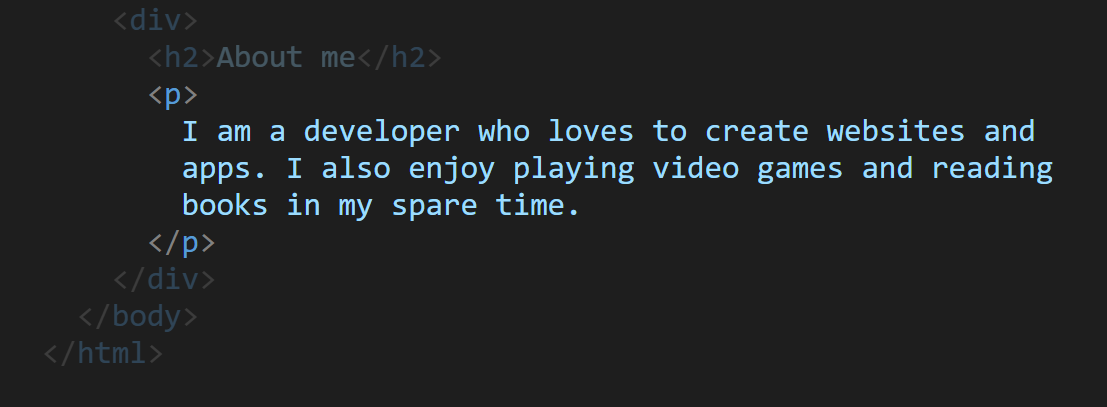 <div>
<h2>About me</h2>
<p>
I am a developer who loves to create websites and
apps. I also enjoy playing video games and reading
books in my spare time.
</p>
</div>
</body>
</html>